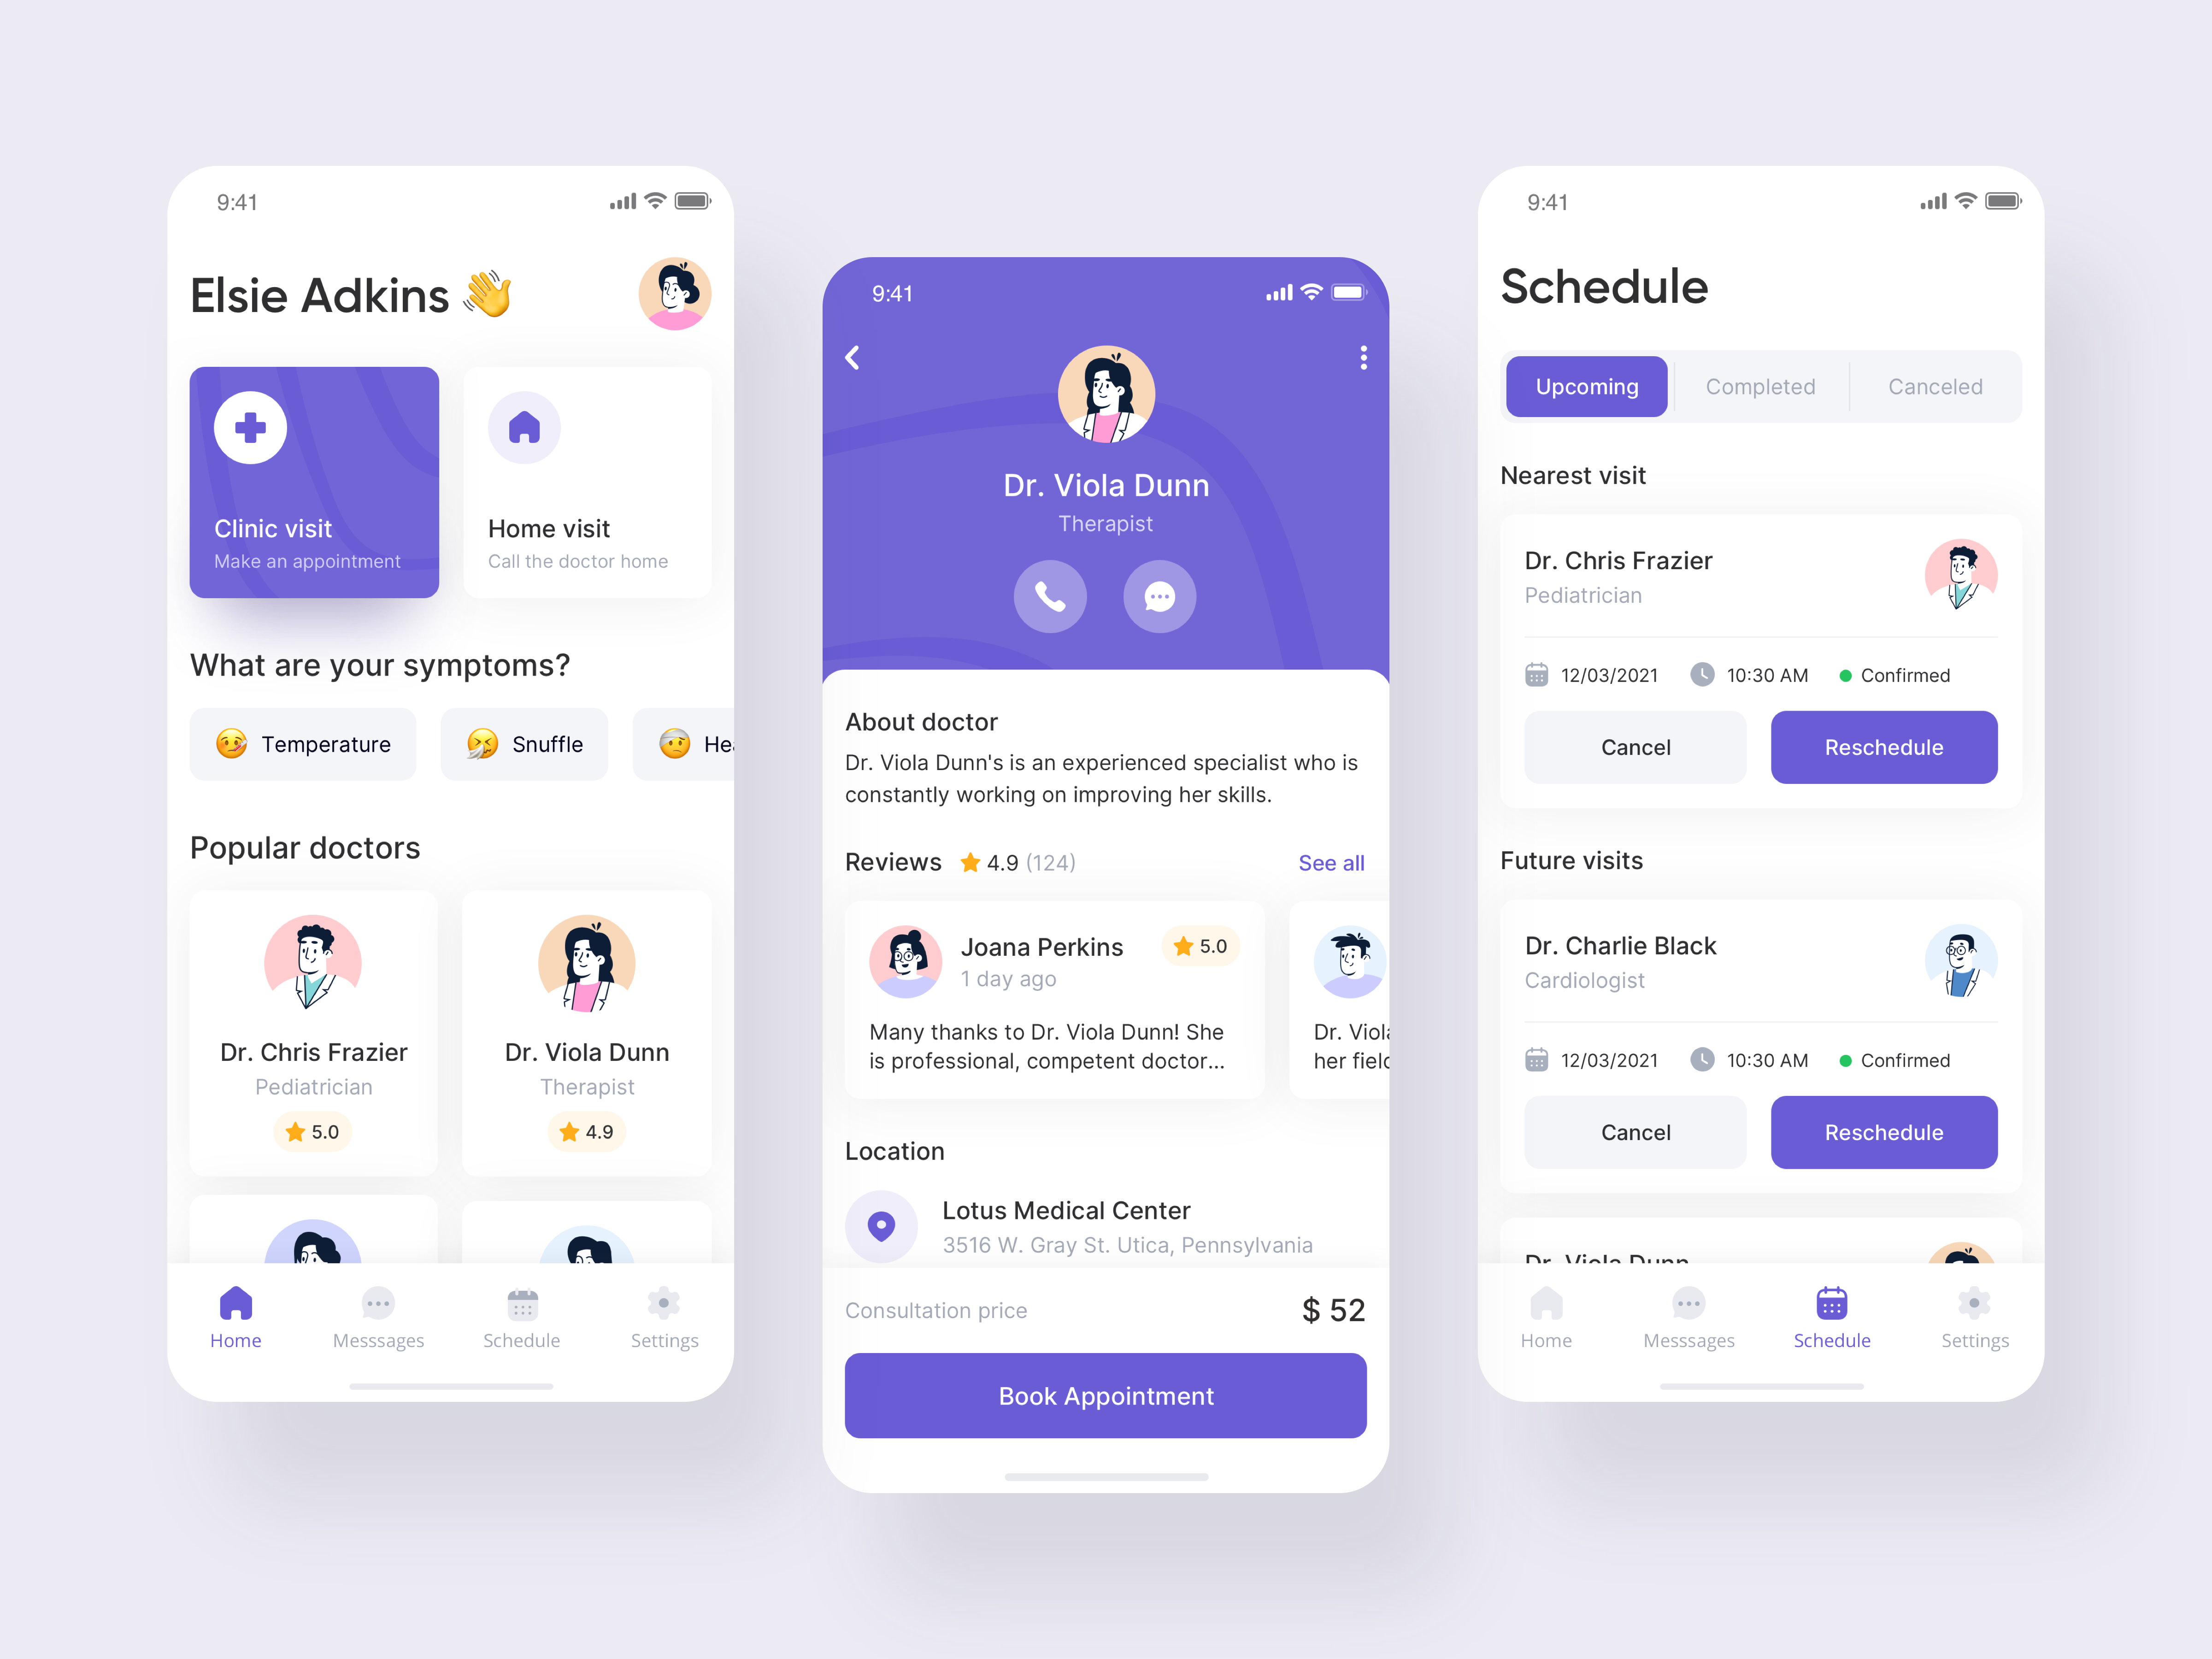 9:41
Elsie Adkins 👋
Clinic visit
Make an appointment
Home visit
Call the doctor home
What are your symptoms?
Temperature
Snuffle
Popular doctors
Dr. Chris Frazier
Pediatrician
5.0
Dr. Viola Dunn
Therapist
4.9
Home
Messsages
Schedule
Settings
9:41
Dr. Viola Dunn
Therapist
About doctor
Dr. Viola Dunn's is an experienced specialist who is
constantly working on improving her skills.
Reviews 4.9 (124)
See all
Joana Perkins
5.0
1 day ago
Many thanks to Dr. Viola Dunn! She
is professional, competent doctor...
Dr.
her
Location
Lotus Medical Center
3516 W. Gray St. Utica, Pennsylvania
Consultation price
$ 52
Book Appointment
9:41
Schedule
Upcoming
Completed
Canceled
Nearest visit
Dr. Chris Frazier
Pediatrician
12/03/2021
10:30 AM
Confirmed
Cancel
Reschedule
Future visits
Dr. Charlie Black
Cardiologist
12/03/2021
10:30 AM
Confirmed
Cancel
Reschedule
Dr. Viola Dunn
Home
Messsages
Schedule
Settings